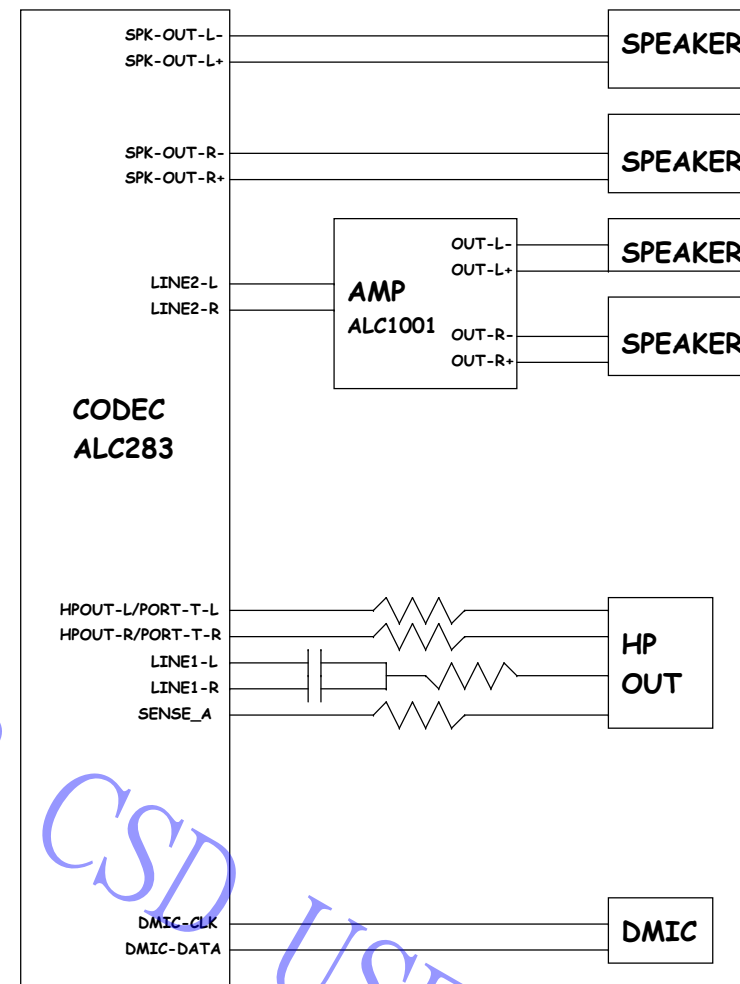 SPK-OUT-L-
SPK-OUT-L+
SPEAKER
SPK-OUT-R-
SPK-OUT-R+
SPEAKER
LINE2-L
LINE2-R
AMP
ALC1001
OUT-L-
OUT-L+
OUT-R-
OUT-R+
SPEAKER
SPEAKER
CODEC
ALC283
HPOUT-L/PORT-T-L
HPOUT-R/PORT-T-R
LINE1-L
LINE1-R
SENSE_A
HP
OUT
DMIC-CLK
DMIC-DATA
DMIC
CSD